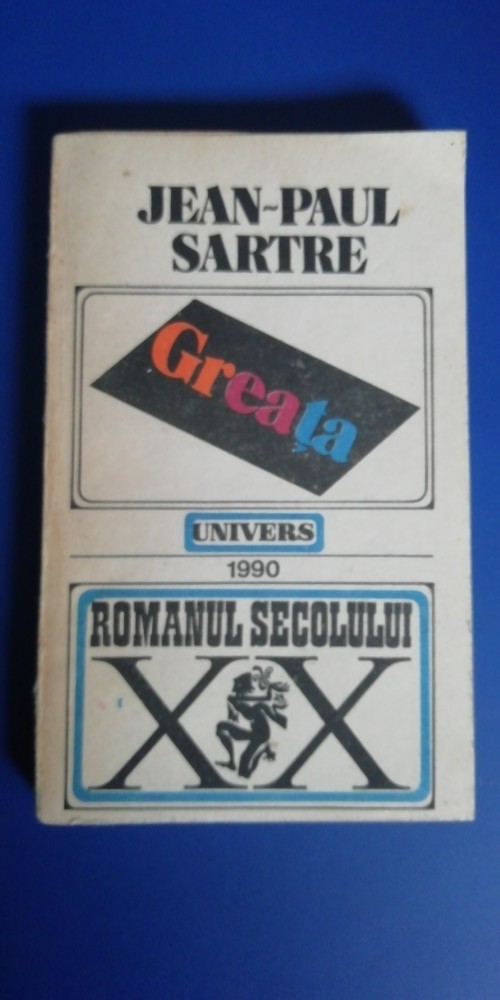 JEAN-PAUL
SARTRE
Greața
UNIVERS
1990
ROMANUL SECOLULUI
XX